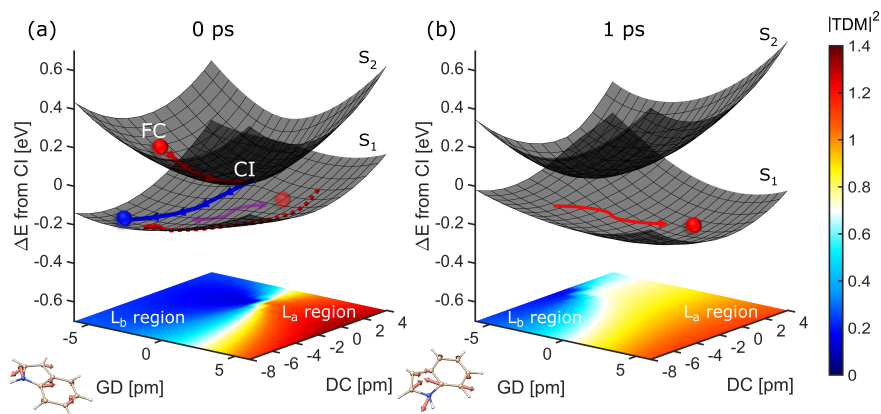 (a) 0 ps
(b) 1 ps
|TDM|²
ΔE from CI [eV]
0.6
0.4
0.2
0
-0.2
-0.4
-0.6
S₂
S₁
FC
CI
L_b region
L_a region
-5
0
5
GD [pm]
-8
-6
-4
-2
0
2
4
DC [pm]
ΔE from CI [eV]
0.6
0.4
0.2
0
-0.2
-0.4
-0.6
S₂
S₁
L_b region
L_a region
-5
0
5
GD [pm]
-8
-6
-4
-2
0
2
4
DC [pm]
1.4
1.2
1
0.8
0.6
0.4
0.2
0